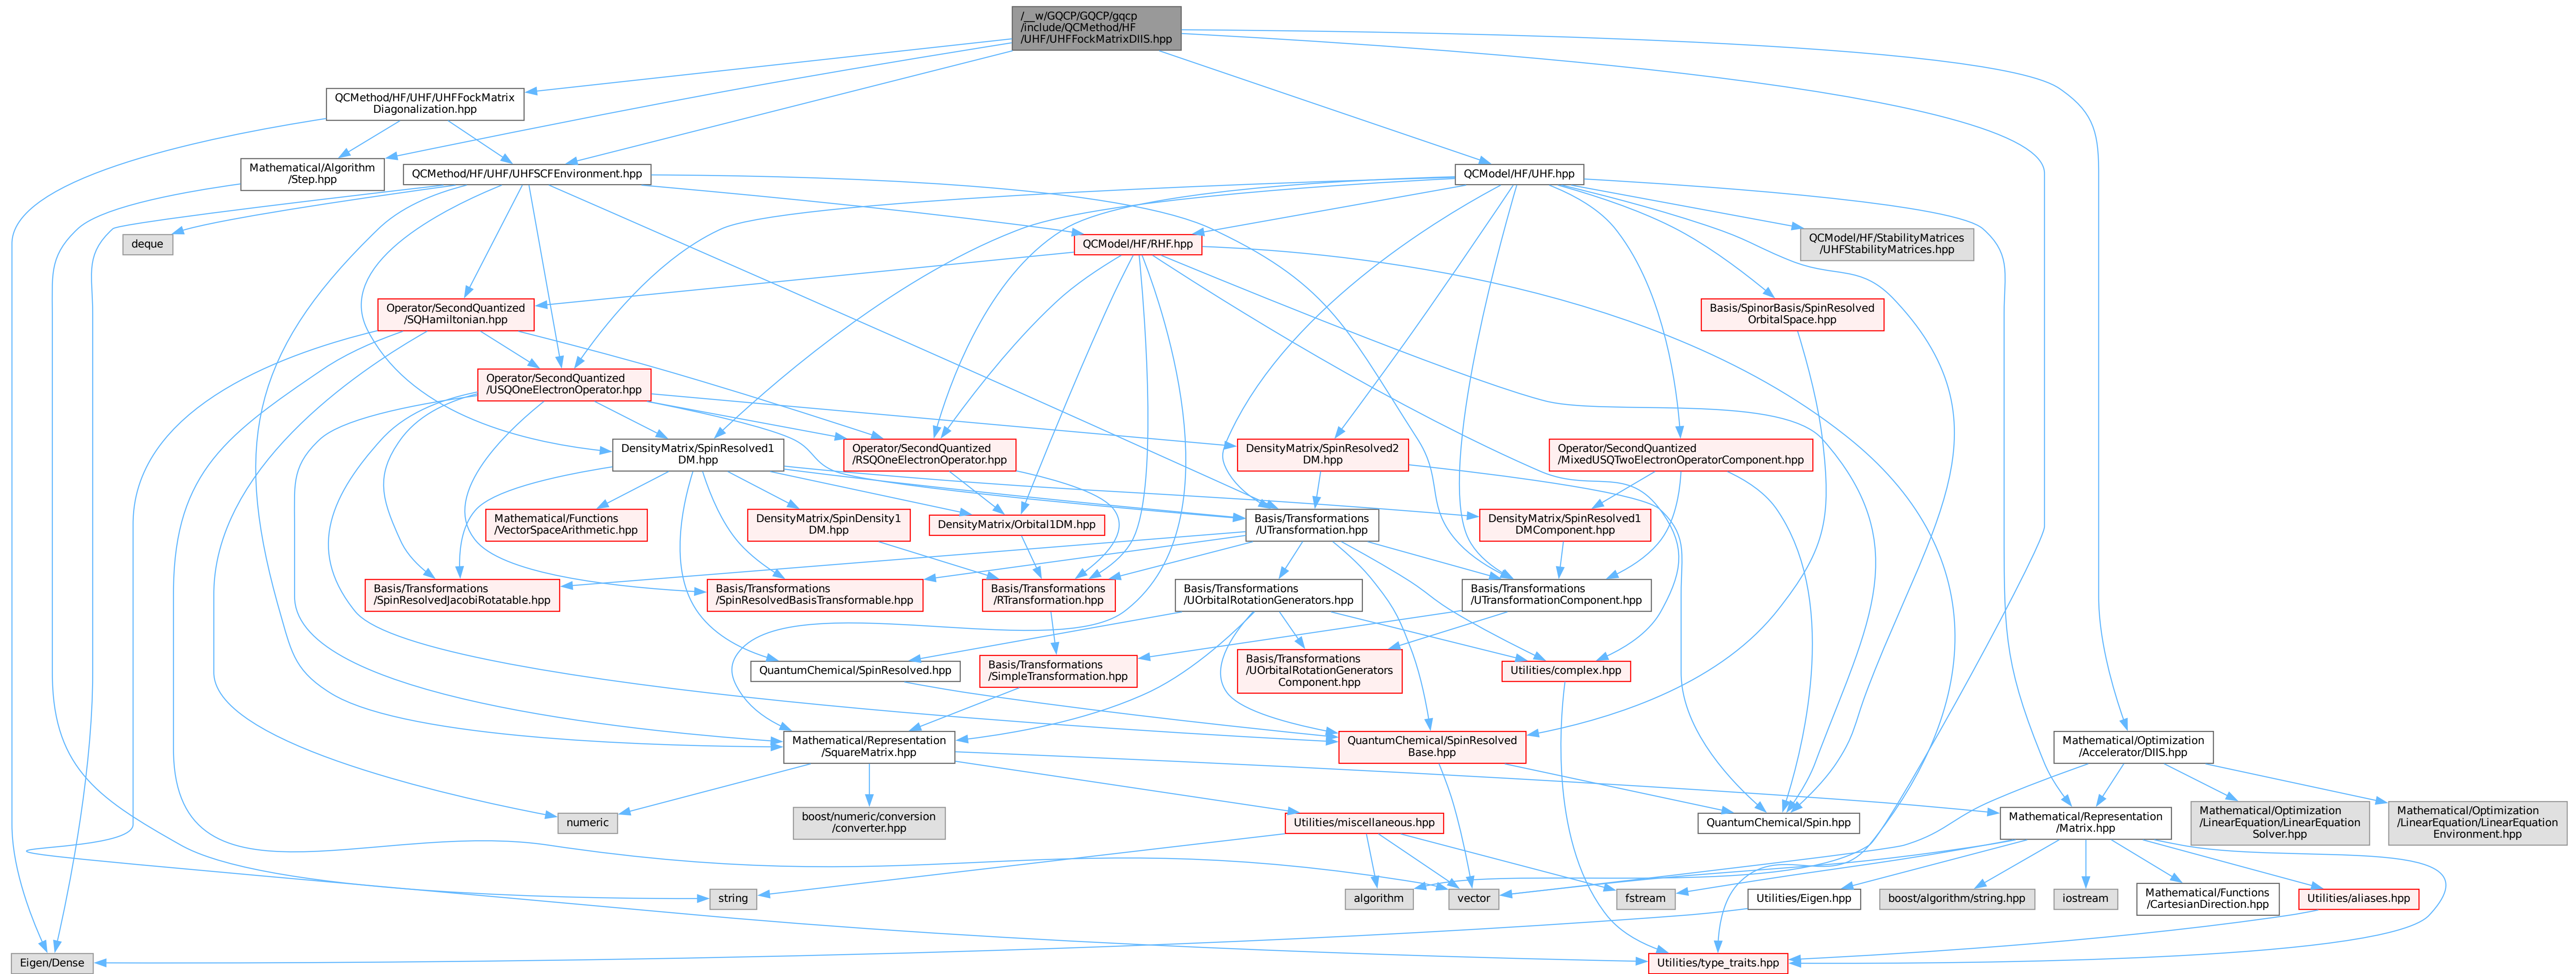 /__w/GQCP/GQCP/gqcp
/include/QCMethod/HF
/UHF/UHFFockMatrixDIIS.hpp
QCMethod/HF/UHF/UHFFockMatrix
Diagonalization.hpp
Mathematical/Algorithm
/Step.hpp
QCMethod/HF/UHF/UHFSCFEnvironment.hpp
QCModel/HF/UHF.hpp
deque
QCModel/HF/RHF.hpp
QCModel/HF/StabilityMatrices
/UHFStabilityMatrices.hpp
Operator/SecondQuantized
/SQHamiltonian.hpp
Basis/SpinorBasis/SpinResolved
OrbitalSpace.hpp
Operator/SecondQuantized
/USQOneElectronOperator.hpp
DensityMatrix/SpinResolved1
DM.hpp
Operator/SecondQuantized
/RSQOneElectronOperator.hpp
DensityMatrix/SpinResolved2
DM.hpp
Operator/SecondQuantized
/MixedUSQTwoElectronOperatorComponent.hpp
Mathematical/Functions
/VectorSpaceArithmetic.hpp
DensityMatrix/SpinDensity1
DM.hpp
DensityMatrix/Orbital1DM.hpp
Basis/Transformations
/UTransformation.hpp
DensityMatrix/SpinResolved1
DMComponent.hpp
Basis/Transformations
/SpinResolvedJacobiRotatable.hpp
Basis/Transformations
/SpinResolvedBasisTransformable.hpp
Basis/Transformations
/RTransformation.hpp
Basis/Transformations
/UOrbitalRotationGenerators.hpp
Basis/Transformations
/UTransformationComponent.hpp
QuantumChemical/SpinResolved.hpp
Basis/Transformations
/SimpleTransformation.hpp
Basis/Transformations
/UOrbitalRotationGenerators
Component.hpp
Utilities/complex.hpp
Mathematical/Representation
/SquareMatrix.hpp
QuantumChemical/SpinResolved
Base.hpp
Mathematical/Optimization
/Accelerator/DIIS.hpp
numeric
boost/numeric/conversion
/converter.hpp
Utilities/miscellaneous.hpp
QuantumChemical/Spin.hpp
Mathematical/Representation
/Matrix.hpp
Mathematical/Optimization
/LinearEquation/LinearEquation
Solver.hpp
Mathematical/Optimization
/LinearEquation/LinearEquation
Environment.hpp
string
algorithm
vector
fstream
Utilities/Eigen.hpp
boost/algorithm/string.hpp
iostream
Mathematical/Functions
/CartesianDirection.hpp
Utilities/aliases.hpp
Eigen/Dense
Utilities/type_traits.hpp